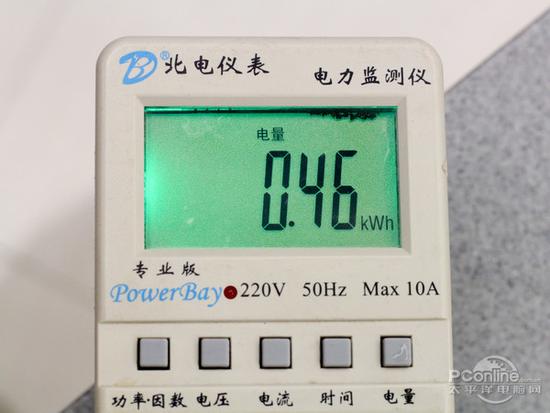 北电仪表 电力监测仪
电量
0.46 kWh
专业版
PowerBay 220V 50Hz Max 10A
功率·因数 电压 电流 时间 电量
PConline.com.cn
太平洋电脑网